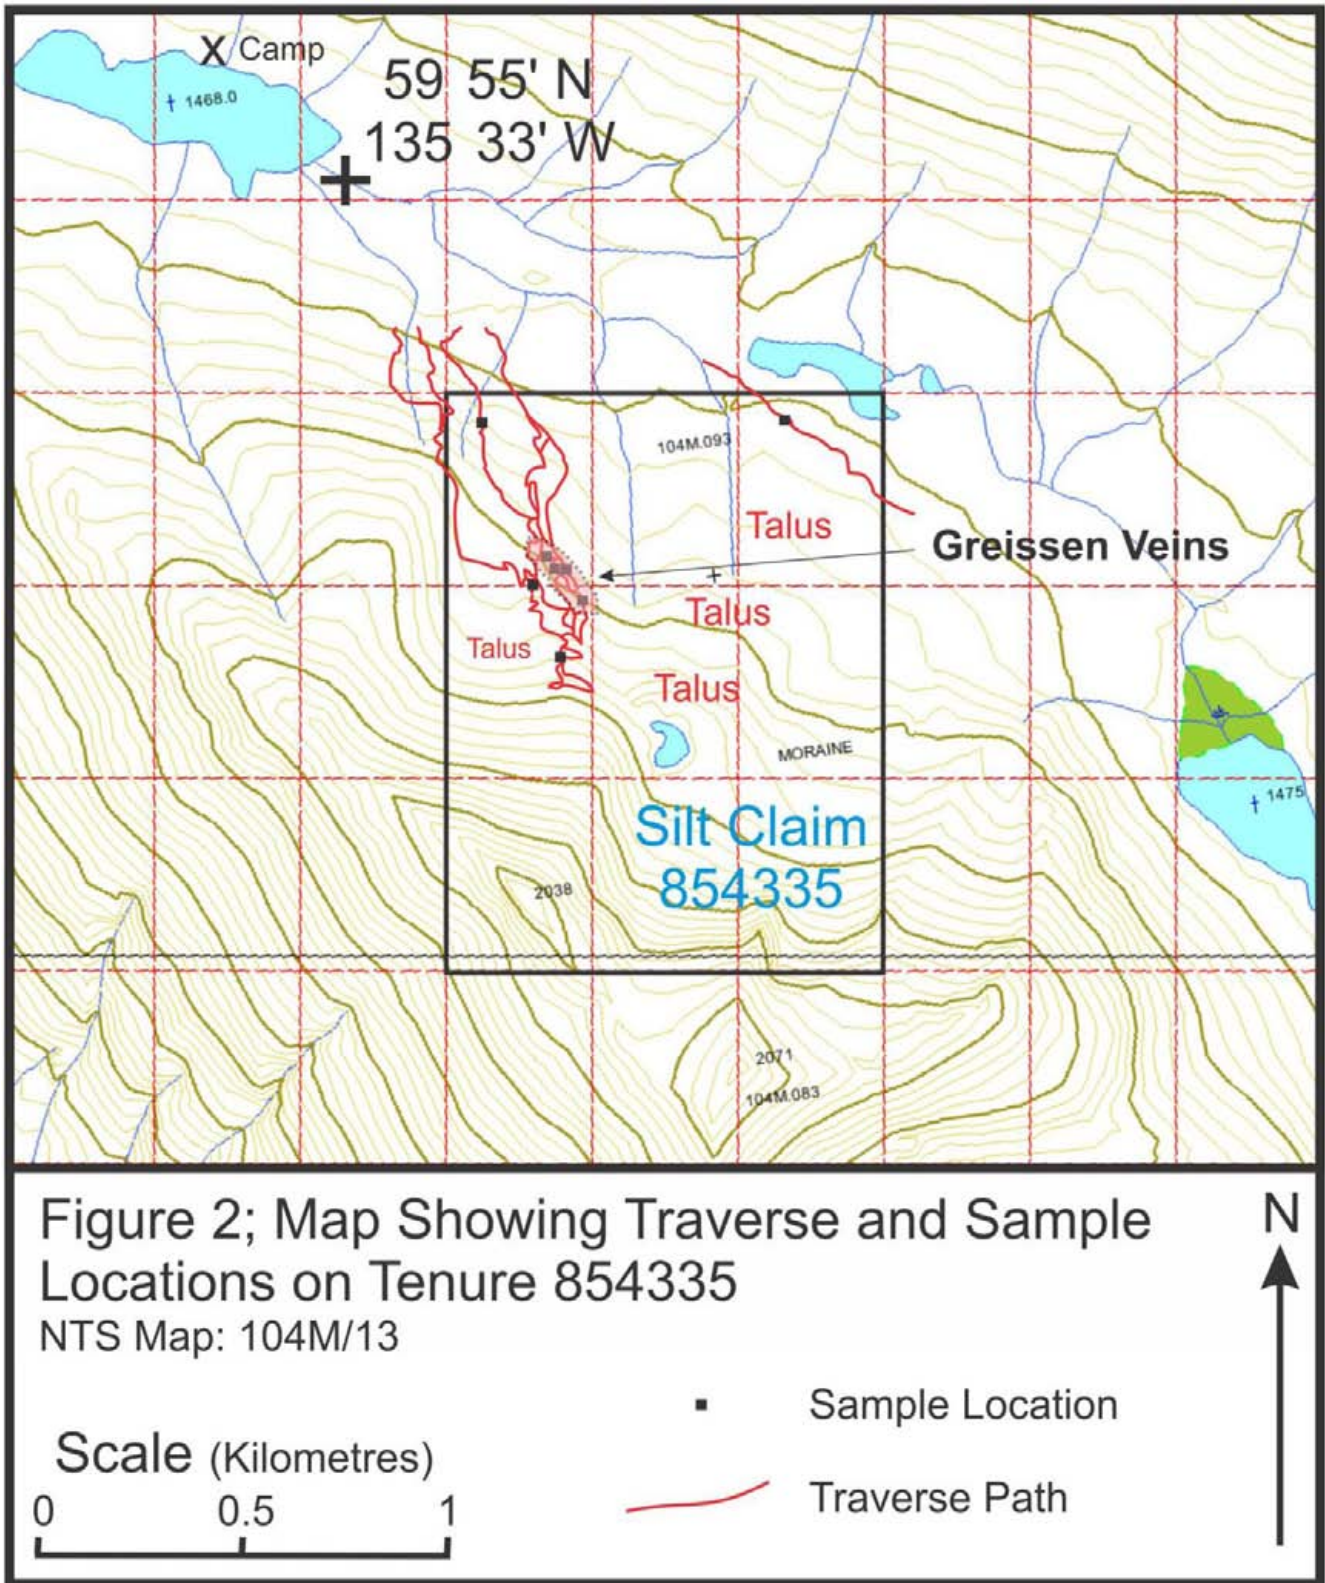 X Camp
1468.0
59 55' N
135 33' W
104M.093
Talus
Greissen Veins
Talus
Talus
Talus
MORAINE
1475
Silt Claim
854335
2038
2071
104M.083
Figure 2; Map Showing Traverse and Sample
Locations on Tenure 854335
NTS Map: 104M/13
N
Sample Location
Scale (Kilometres)
Traverse Path
0 0.5 1